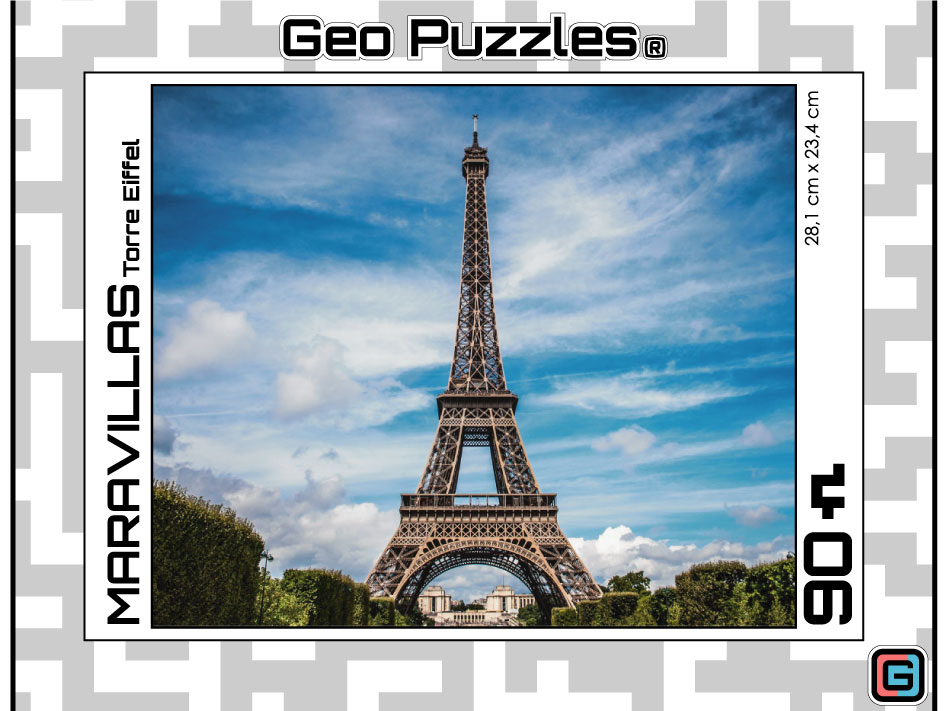 Geo Puzzles®
MARAVILLAS Torre Eiffel
28,1 cm x 23,4 cm
90
G